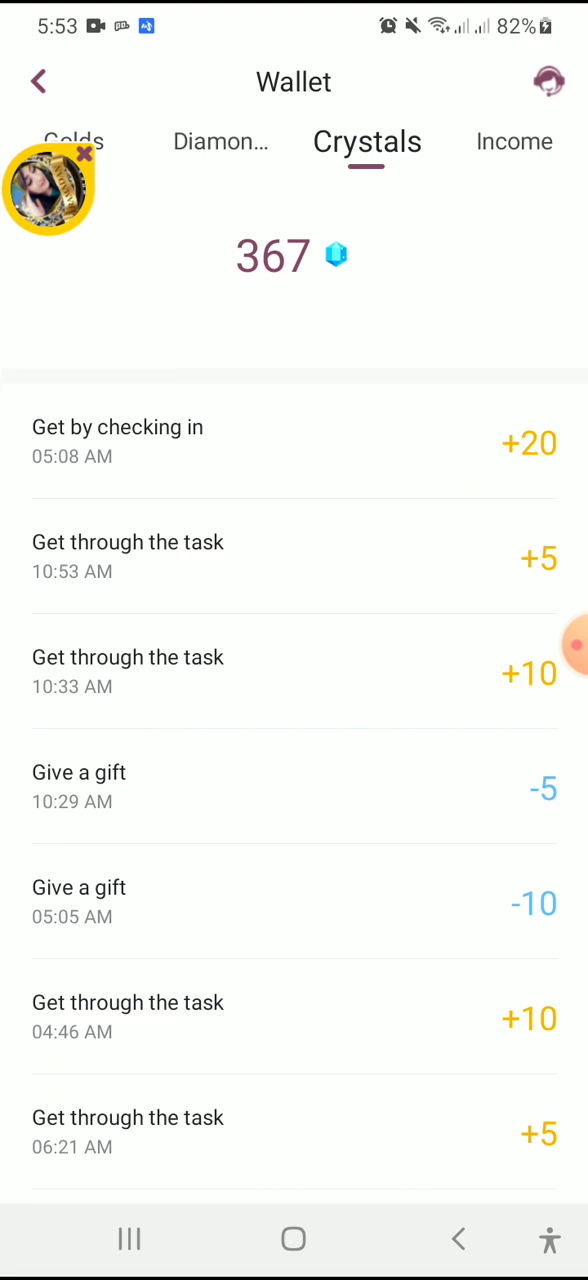 5:53
82%
Wallet
Golds Diamon... Crystals Income
367
Get by checking in
05:08 AM
+20
Get through the task
10:53 AM
+5
Get through the task
10:33 AM
+10
Give a gift
10:29 AM
-5
Give a gift
05:05 AM
-10
Get through the task
04:46 AM
+10
Get through the task
06:21 AM
+5